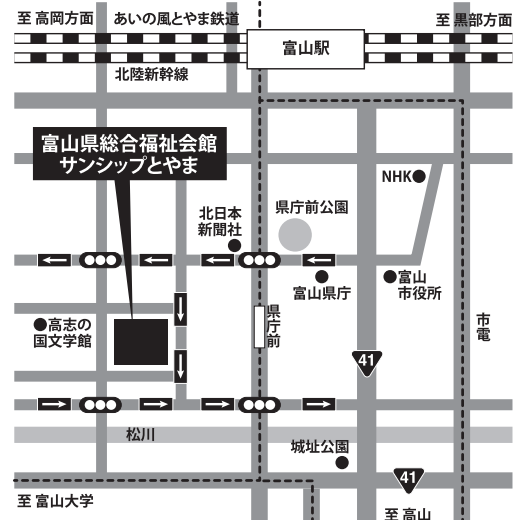 至 高岡方面
あいの風とやま鉄道
至 黒部方面
富山駅
北陸新幹線
富山県総合福祉会館
サンシップとやま
NHK
北日本
新聞社
県庁前公園
富山県庁
富山
市役所
高志の
国文学館
県庁前
市電
41
松川
城址公園
41
至 富山大学
至 高山